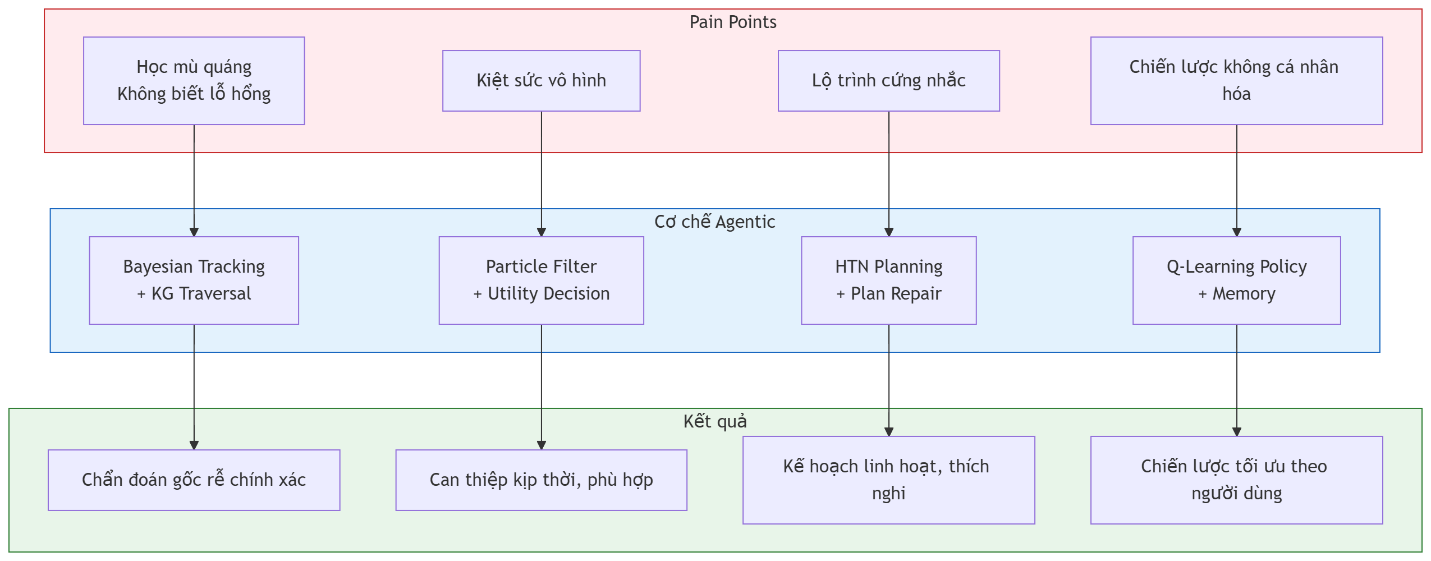 Pain Points
Học mù quáng
Không biết lỗ hổng
Kiệt sức vô hình
Lộ trình cứng nhắc
Chiến lược không cá nhân
hóa
Cơ chế Agentic
Bayesian Tracking
+ KG Traversal
Particle Filter
+ Utility Decision
HTN Planning
+ Plan Repair
Q-Learning Policy
+ Memory
Kết quả
Chẩn đoán gốc rễ chính xác
Can thiệp kịp thời, phù hợp
Kế hoạch linh hoạt, thích
nghi
Chiến lược tối ưu theo
người dùng